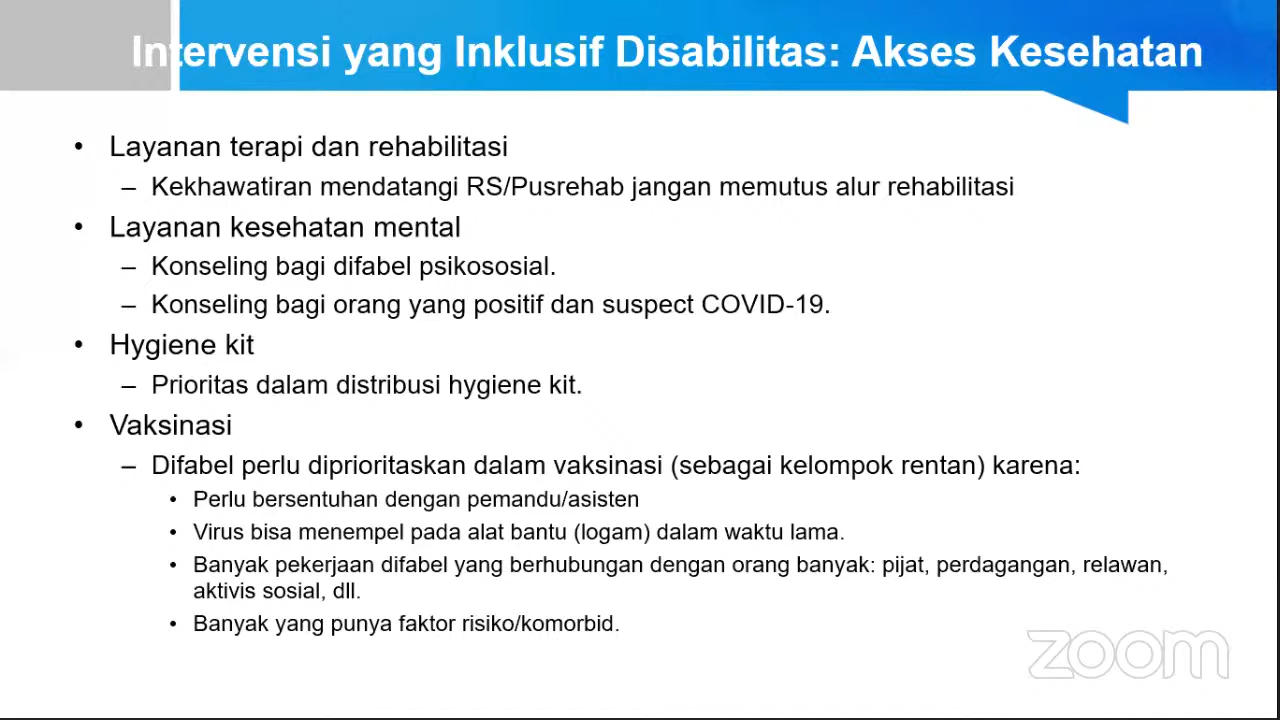 Intervensi yang Inklusif Disabilitas: Akses Kesehatan
• Layanan terapi dan rehabilitasi
– Kekhawatiran mendatangi RS/Pusrehab jangan memutus alur rehabilitasi
• Layanan kesehatan mental
– Konseling bagi difabel psikososial.
– Konseling bagi orang yang positif dan suspect COVID-19.
• Hygiene kit
– Prioritas dalam distribusi hygiene kit.
• Vaksinasi
– Difabel perlu diprioritaskan dalam vaksinasi (sebagai kelompok rentan) karena:
• Perlu bersentuhan dengan pemandu/asisten
• Virus bisa menempel pada alat bantu (logam) dalam waktu lama.
• Banyak pekerjaan difabel yang berhubungan dengan orang banyak: pijat, perdagangan, relawan,
aktivis sosial, dll.
• Banyak yang punya faktor risiko/komorbid.
zoom